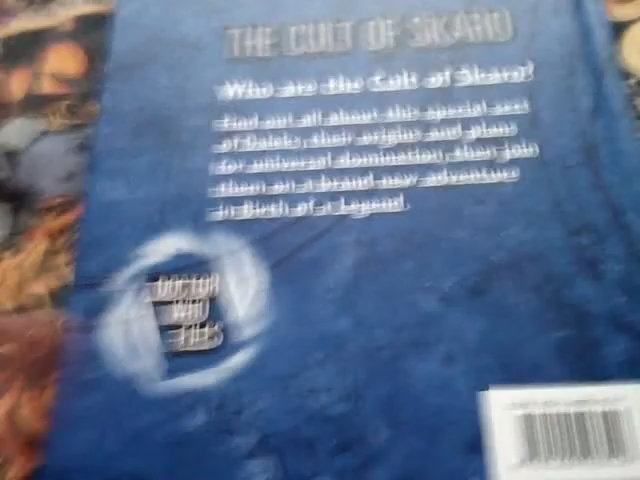 THE CULT OF SKARO
Who are the Cult of Skaro?
Find out all about this special sect
of Daleks, their origins and plans
for universal domination, then join
them on a brand new adventure
in Birth of a Legend.
DOCTOR
WHO
FILES